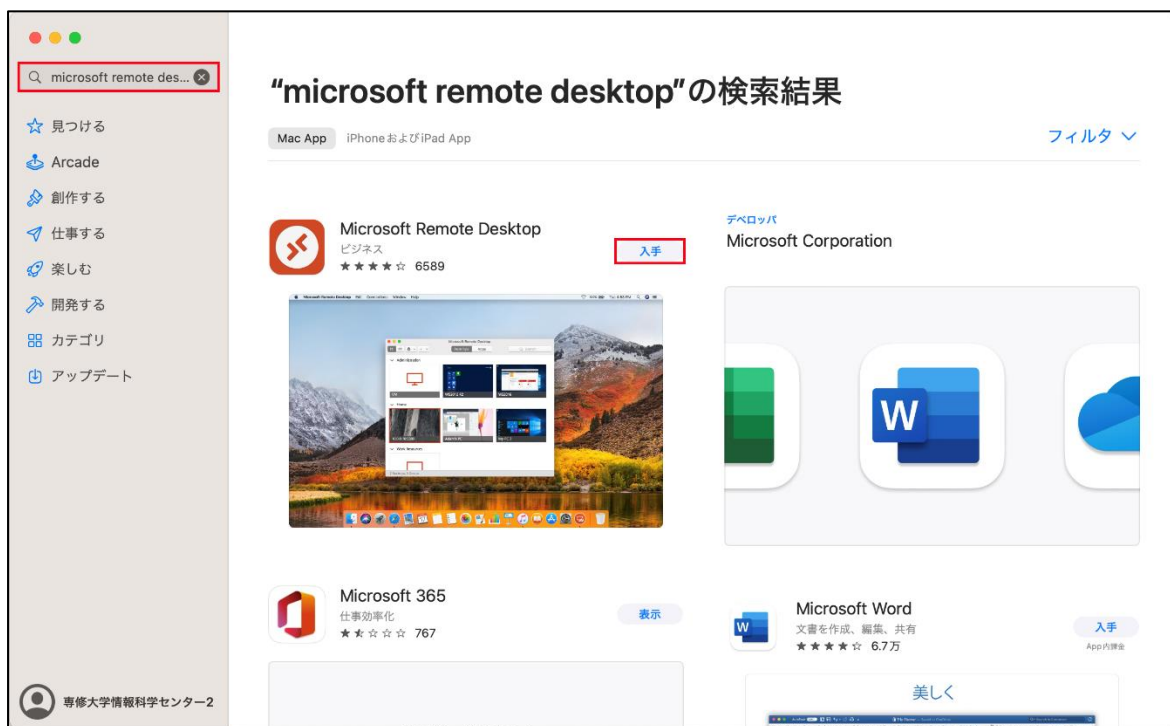 microsoft remote des...
見つける
Arcade
創作する
仕事する
楽しむ
開発する
カテゴリ
アップデート
専修大学情報科学センター2
“microsoft remote desktop”の検索結果
Mac App
iPhoneおよびiPad App
フィルタ
Microsoft Remote Desktop
ビジネス
6589
入手
デベロッパ
Microsoft Corporation
W
Microsoft 365
仕事効率化
767
表示
W
Microsoft Word
文書を作成、編集、共有
6.7万
入手
App内課金
美しく